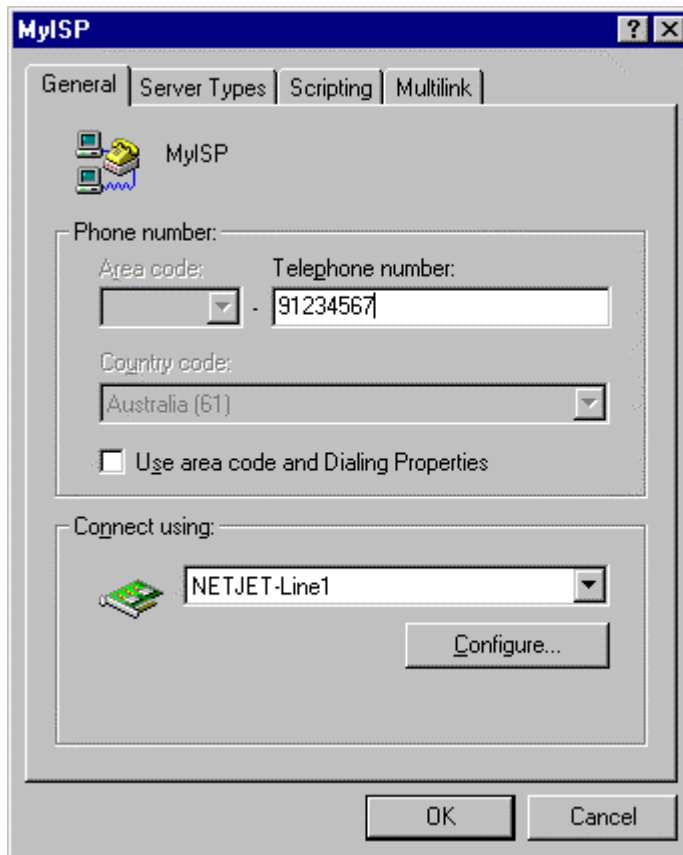 MyISP
General Server Types Scripting Multilink
MyISP
Phone number:
Area code: Telephone number:
- 91234567
Country code:
Australia (61)
Use area code and Dialing Properties
Connect using:
NETJET-Line1
Configure...
OK Cancel